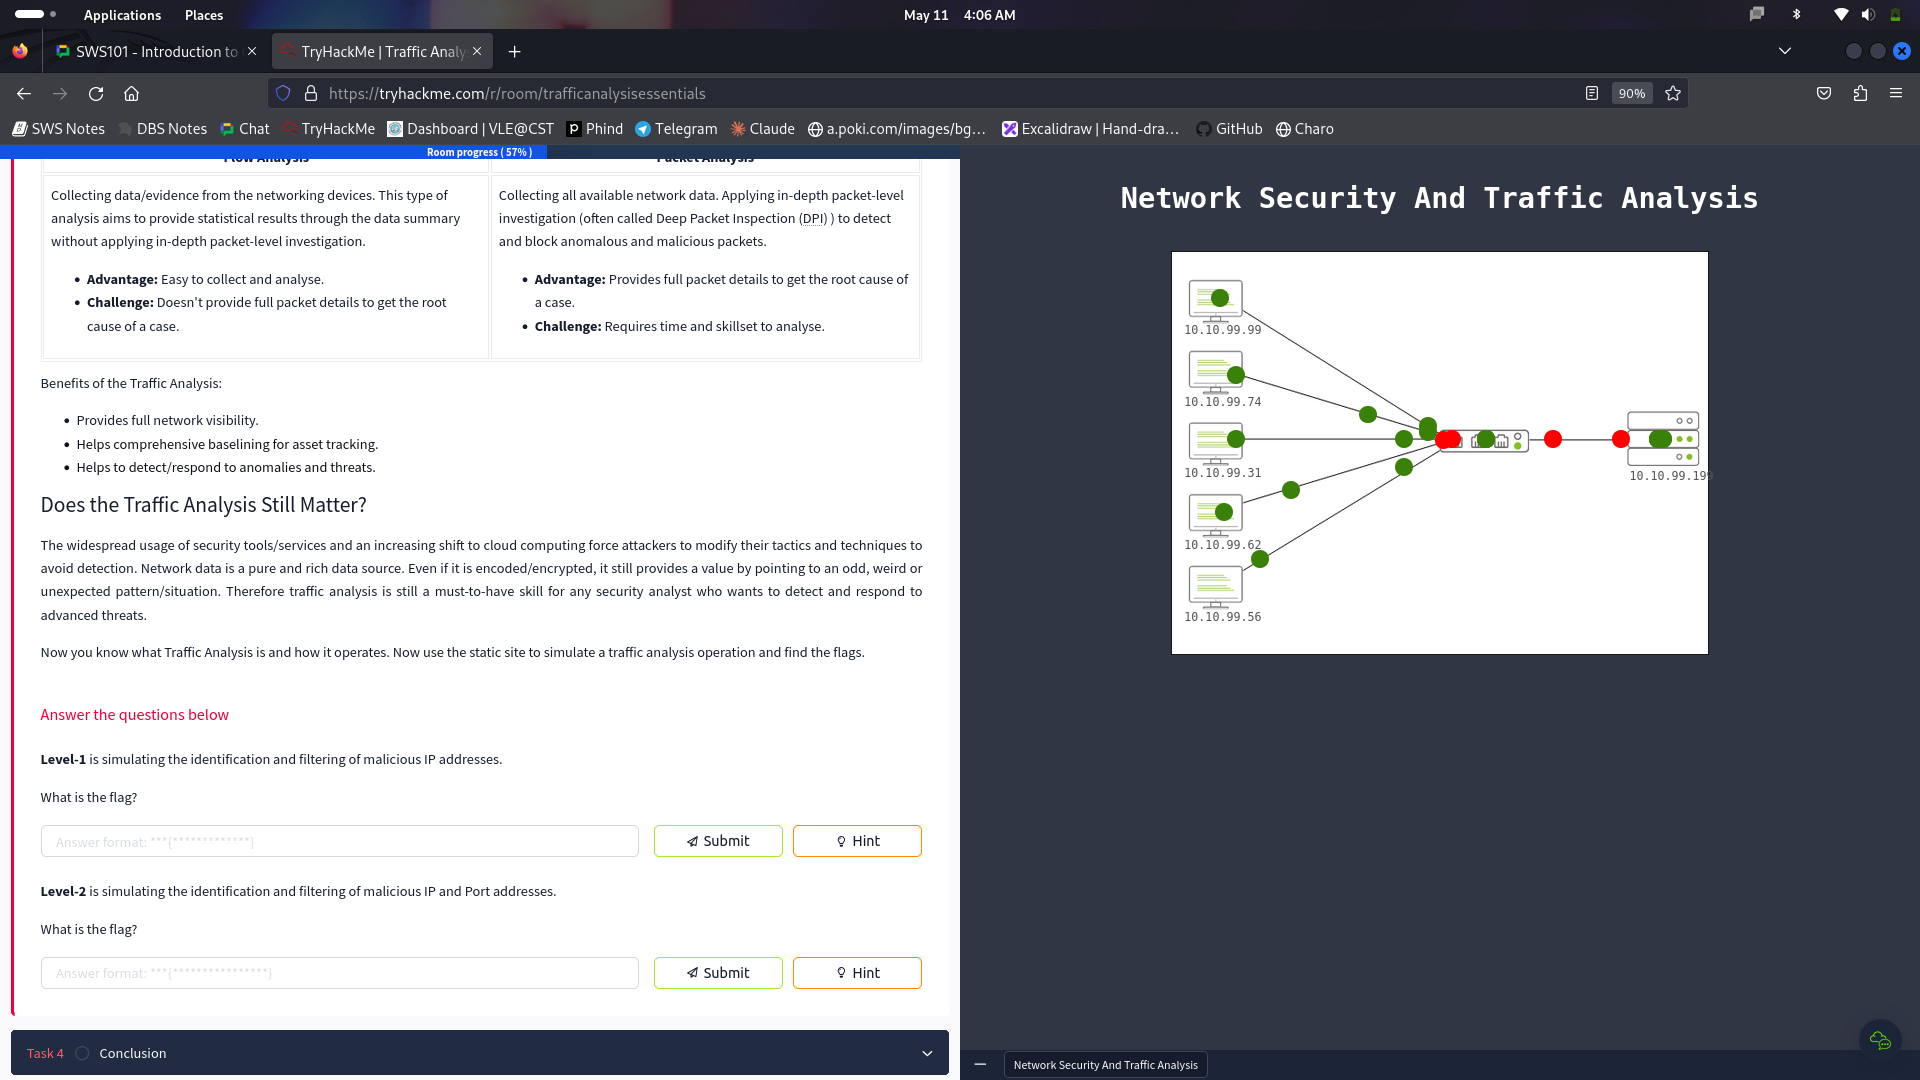 Applications Places May 11 4:06 AM
SWS101 - Introduction to
TryHackMe | Traffic Analy
https://tryhackme.com/r/room/trafficanalysisessentials
90%
SWS Notes DBS Notes Chat TryHackMe Dashboard | VLE@CST Phind Telegram Claude a.poki.com/images/bg... Excalidraw | Hand-dra... GitHub Charo
Room progress ( 57% )
Flow Analysis Packet Analysis
Collecting data/evidence from the networking devices. This type of
analysis aims to provide statistical results through the data summary
without applying in-depth packet-level investigation.
• Advantage: Easy to collect and analyse.
• Challenge: Doesn't provide full packet details to get the root
cause of a case.
Collecting all available network data. Applying in-depth packet-level
investigation (often called Deep Packet Inspection (DPI) ) to detect
and block anomalous and malicious packets.
• Advantage: Provides full packet details to get the root cause of
a case.
• Challenge: Requires time and skillset to analyse.
Benefits of the Traffic Analysis:
• Provides full network visibility.
• Helps comprehensive baselining for asset tracking.
• Helps to detect/respond to anomalies and threats.
Does the Traffic Analysis Still Matter?
The widespread usage of security tools/services and an increasing shift to cloud computing force attackers to modify their tactics and techniques to
avoid detection. Network data is a pure and rich data source. Even if it is encoded/encrypted, it still provides a value by pointing to an odd, weird or
unexpected pattern/situation. Therefore traffic analysis is still a must-to-have skill for any security analyst who wants to detect and respond to
advanced threats.
Now you know what Traffic Analysis is and how it operates. Now use the static site to simulate a traffic analysis operation and find the flags.
Answer the questions below
Level-1 is simulating the identification and filtering of malicious IP addresses.
What is the flag?
Answer format: ***{*************}
Submit
Hint
Level-2 is simulating the identification and filtering of malicious IP and Port addresses.
What is the flag?
Answer format: ***{****************}
Submit
Hint
Task 4 Conclusion
Network Security And Traffic Analysis
10.10.99.99
10.10.99.74
10.10.99.31
10.10.99.62
10.10.99.56
10.10.99.199
Network Security And Traffic Analysis